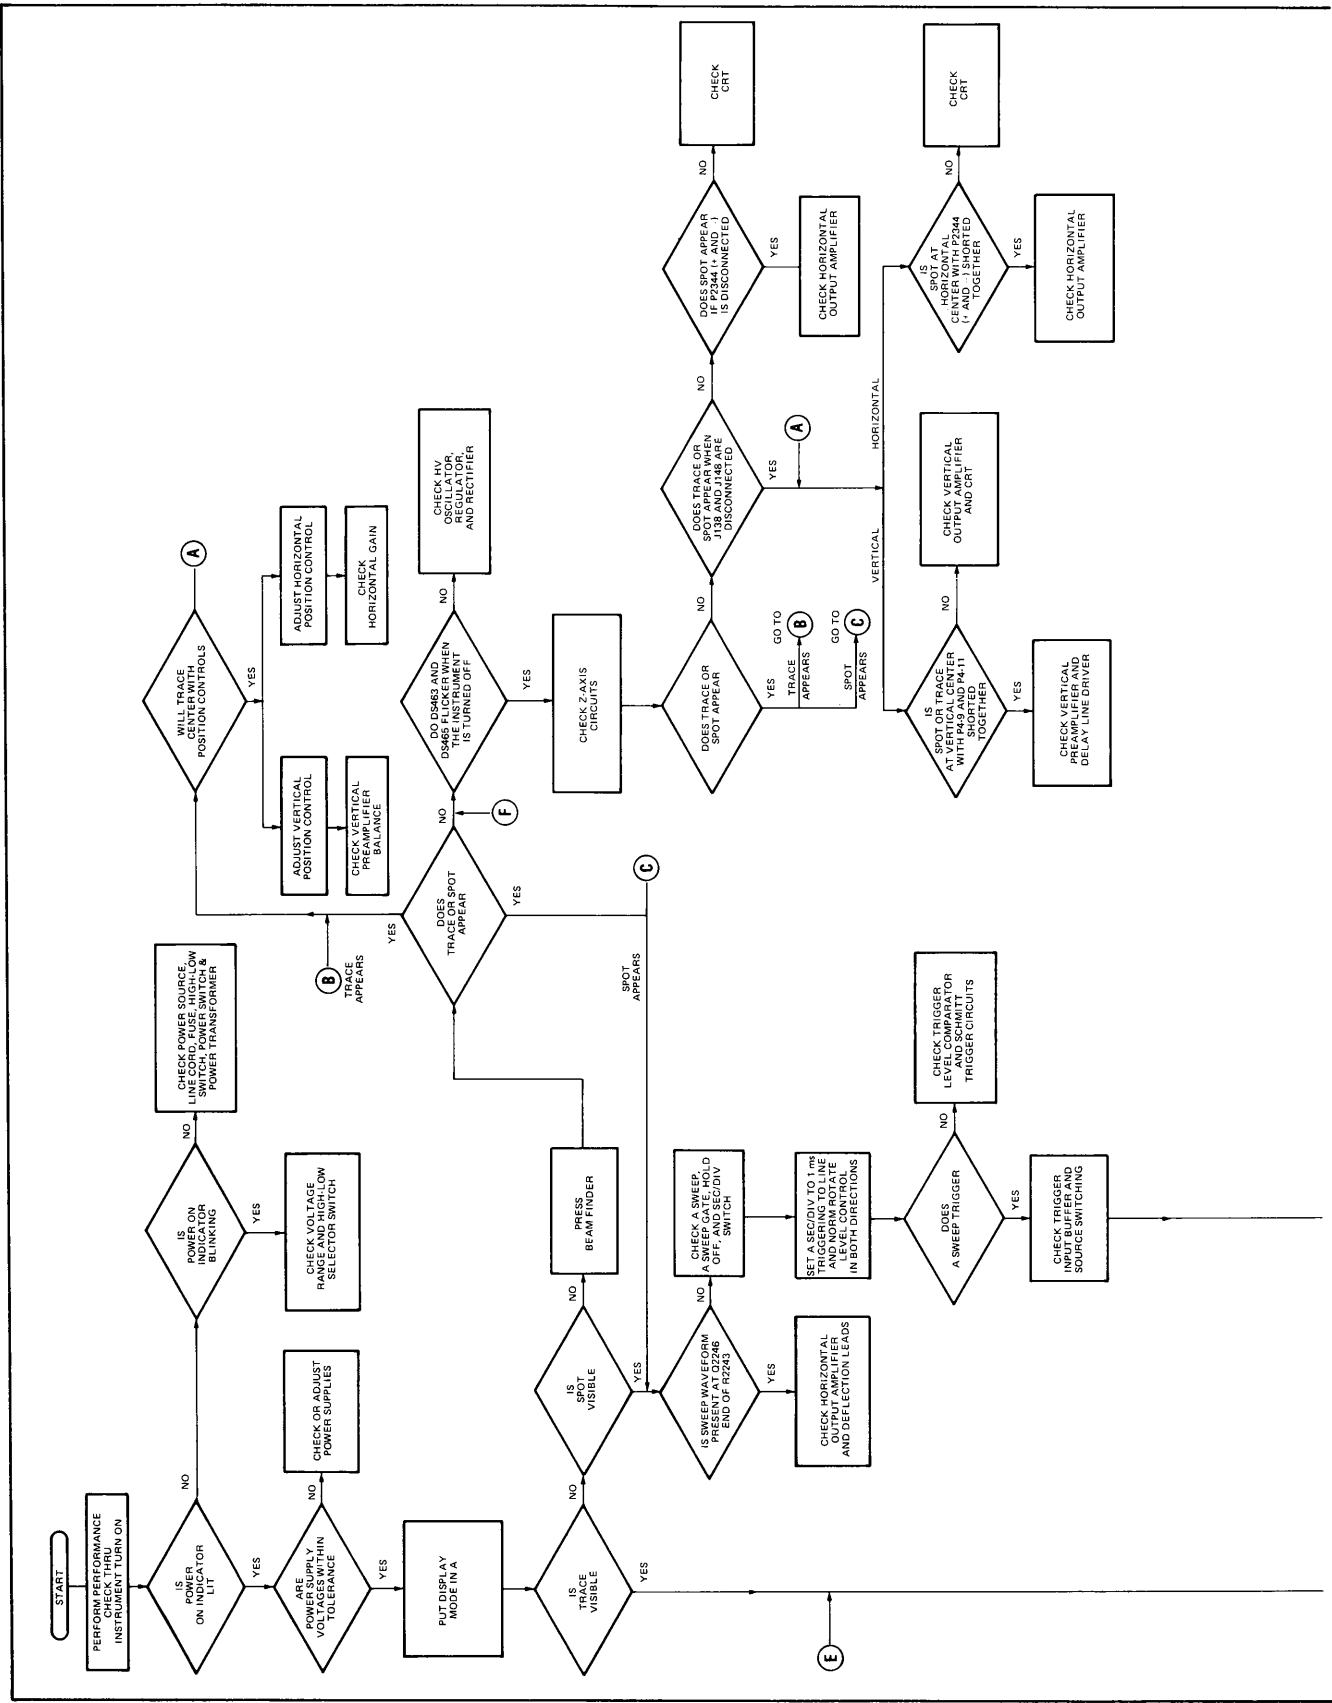 START
PERFORM PERFORMANCE
CHECK THRU
INSTRUMENT TURN ON
IS
POWER
ON INDICATOR
LIT
NO
YES
IS
POWER ON
INDICATOR
BLINKING
NO
YES
CHECK POWER SOURCE,
LINE CORD, FUSE, HIGH-LOW
SWITCH, POWER SWITCH &
POWER TRANSFORMER
CHECK VOLTAGE
RANGE AND HIGH-LOW
SELECTOR SWITCH
ARE
POWER SUPPLY
VOLTAGES WITHIN
TOLERANCE
NO
YES
CHECK OR ADJUST
POWER SUPPLIES
PUT DISPLAY
MODE IN A
IS
TRACE
VISIBLE
NO
YES
E
IS
SPOT
VISIBLE
NO
YES
PRESS
BEAM FINDER
DOES
TRACE OR SPOT
APPEAR
YES
NO
YES
B
TRACE
APPEARS
F
SPOT
APPEARS
C
WILL TRACE
CENTER WITH
POSITION CONTROLS
A
YES
ADJUST VERTICAL
POSITION CONTROL
CHECK VERTICAL
PREAMPLIFIER
BALANCE
ADJUST HORIZONTAL
POSITION CONTROL
CHECK
HORIZONTAL GAIN
DO DS463 AND
DS465 FLICKER WHEN
THE INSTRUMENT
IS TURNED OFF
NO
YES
CHECK HV
OSCILLATOR,
REGULATOR,
AND RECTIFIER
CHECK Z-AXIS
CIRCUITS
DOES TRACE OR
SPOT APPEAR
NO
YES
TRACE
APPEARS
GO TO
B
SPOT
APPEARS
GO TO
C
DOES TRACE OR
SPOT APPEAR WHEN
J138 AND J148 ARE
DISCONNECTED
NO
YES
A
DOES SPOT APPEAR
IF P2344 (+ AND -)
IS DISCONNECTED
NO
YES
CHECK
CRT
CHECK HORIZONTAL
OUTPUT AMPLIFIER
VERTICAL
HORIZONTAL
IS
SPOT OR TRACE
AT VERTICAL CENTER
WITH P4-9 AND P4-11
SHORTED
TOGETHER
NO
YES
CHECK VERTICAL
OUTPUT AMPLIFIER
AND CRT
CHECK VERTICAL
PREAMPLIFIER AND
DELAY LINE DRIVER
IS
SPOT AT
HORIZONTAL
CENTER WITH P2344
(+ AND -) SHORTED
TOGETHER
NO
YES
CHECK
CRT
CHECK HORIZONTAL
OUTPUT AMPLIFIER
IS SWEEP WAVEFORM
PRESENT AT Q2246
END OF R2243
NO
YES
CHECK A SWEEP,
A SWEEP GATE, HOLD
OFF, AND SEC/DIV
SWITCH
CHECK HORIZONTAL
OUTPUT AMPLIFIER
AND DEFLECTION LEADS
SET A SEC/DIV TO 1 ms
TRIGGERING TO LINE
AND NORM ROTATE
LEVEL CONTROL
IN BOTH DIRECTIONS
DOES
A SWEEP TRIGGER
NO
YES
CHECK TRIGGER
LEVEL COMPARATOR
AND SCHMITT
TRIGGER CIRCUITS
CHECK TRIGGER
INPUT BUFFER AND
SOURCE SWITCHING